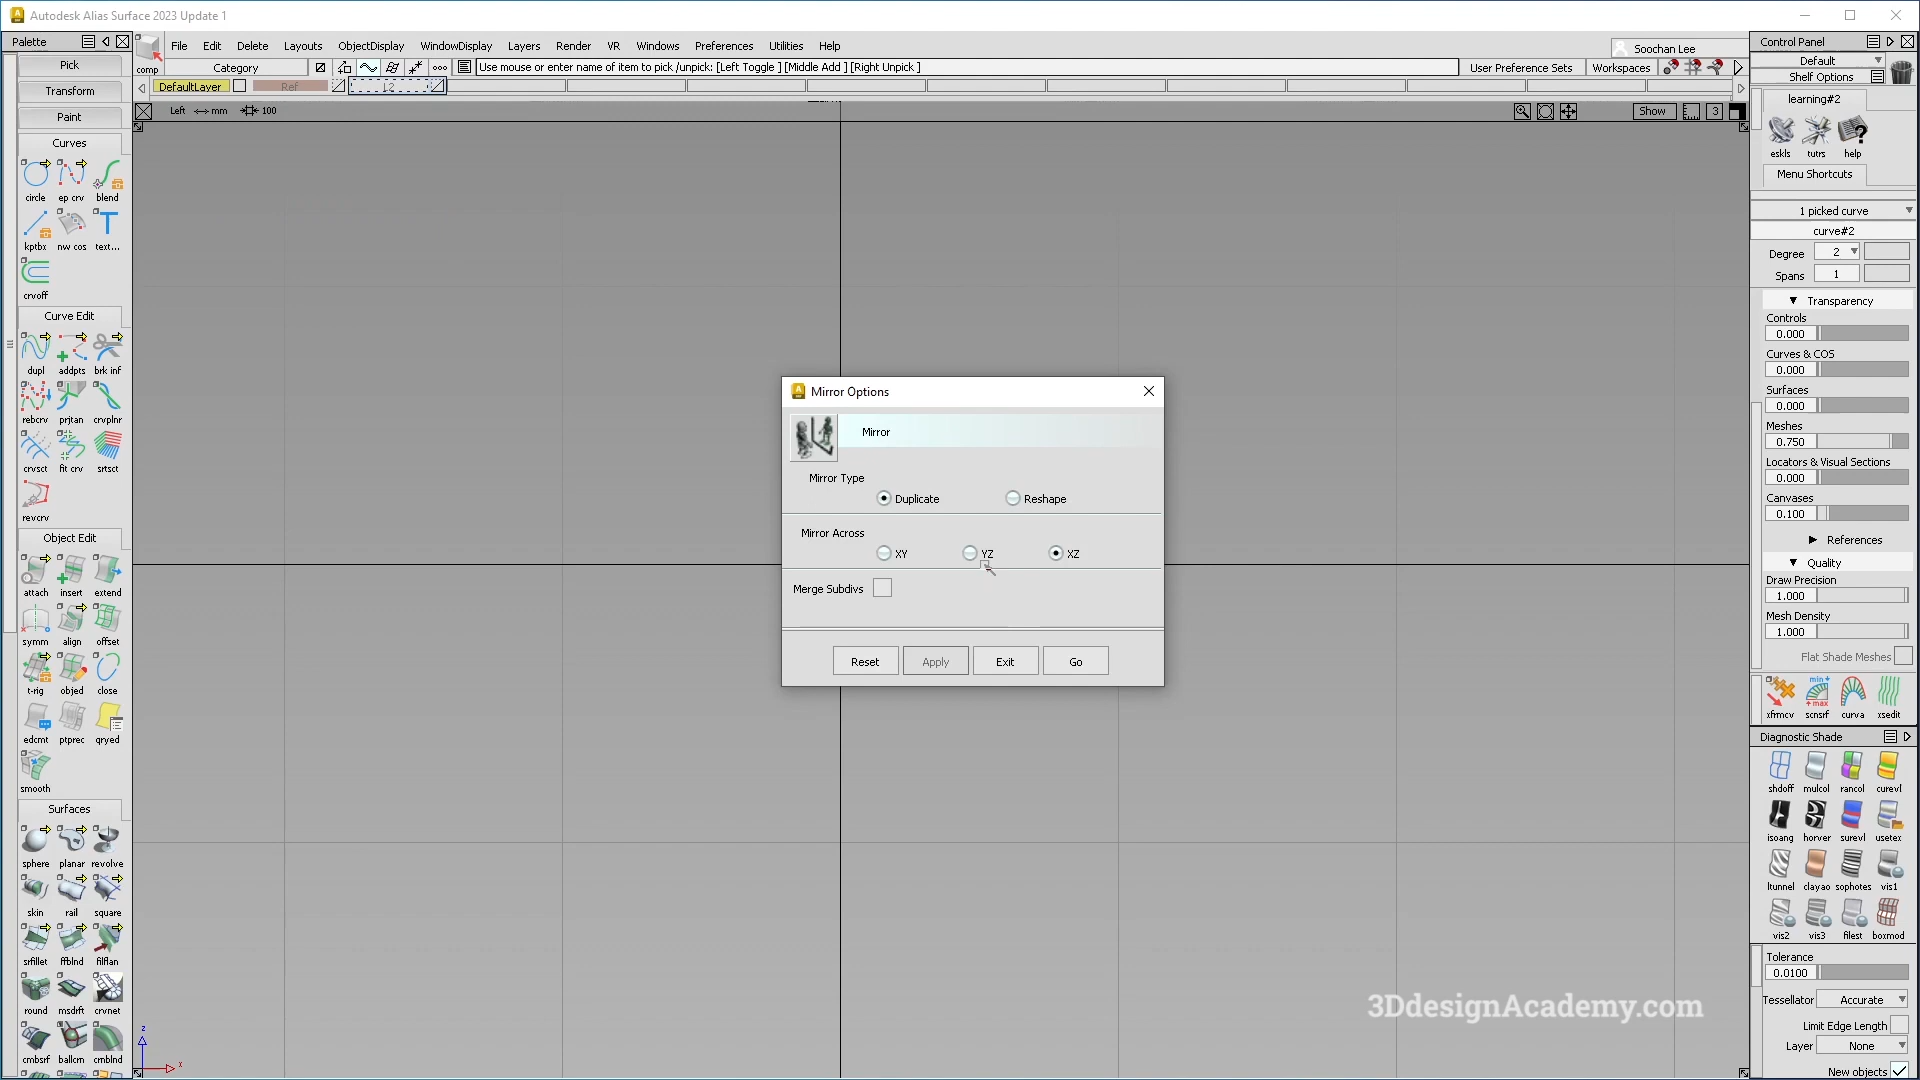 Autodesk Alias Surface 2023 Update 1
Palette
File Edit Delete Layouts ObjectDisplay WindowDisplay Layers Render VR Windows Preferences Utilities Help
Soochan Lee
Control Panel
comp
Category
Use mouse or enter name of item to pick /unpick: [Left Toggle ] [Middle Add ] [Right Unpick ]
User Preference Sets
Workspaces
Default
Shelf Options
DefaultLayer
Ref
L2
Left mm 100
Show
3
Pick
Transform
Paint
Curves
circle ep crv blend
kptbx nw cos text...
crvoff
Curve Edit
dupl addpts brk inf
rebcrv prjtan crvplnr
crvsct fit crv srtsct
revcrv
Object Edit
attach insert extend
symm align offset
t-rig objed close
edcmt ptprec qryed
smooth
Surfaces
sphere planar revolve
skin rail square
srfillet ffblnd filflan
round msdrft crvnet
cmbsrf ballcrn crnblnd
Mirror Options
Mirror
Mirror Type
Duplicate Reshape
Mirror Across
XY YZ XZ
Merge Subdivs
Reset Apply Exit Go
z
x
learning#2
eskls tutrs help
Menu Shortcuts
1 picked curve
curve#2
Degree 2
Spans 1
Transparency
Controls
0.000
Curves & COS
0.000
Surfaces
0.000
Meshes
0.750
Locators & Visual Sections
0.000
Canvases
0.100
References
Quality
Draw Precision
1.000
Mesh Density
1.000
Flat Shade Meshes
min +
+ max
xfrmcv scnsrf curva xsedit
Diagnostic Shade
shdoff mulcol rancol curevl
isoang horver surevl usetex
ltunnel clayao sophotes vis1
vis2 vis3 filest boxmod
Tolerance
0.0100
Tessellator Accurate
Limit Edge Length
Layer None
New objects
3DdesignAcademy.com